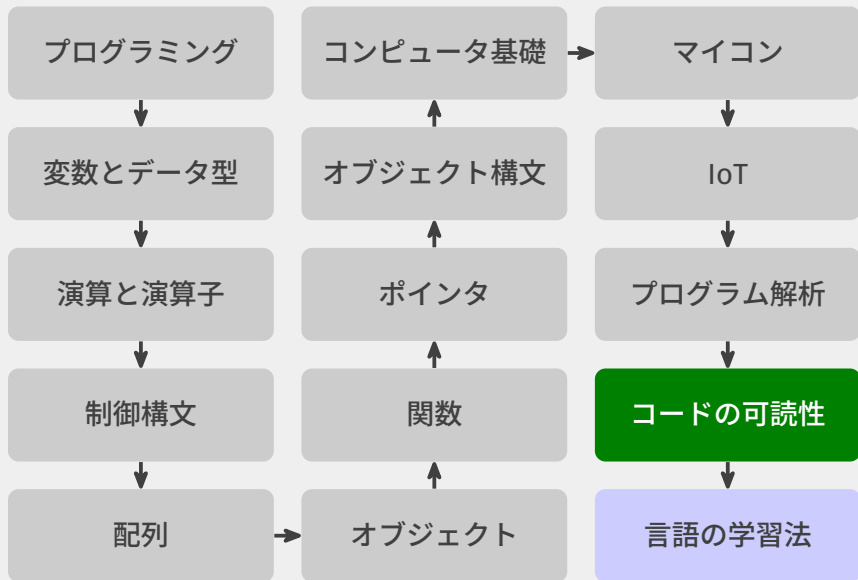 プログラミング
変数とデータ型
演算と演算子
制御構文
配列
オブジェクト
関数
ポインタ
オブジェクト構文
コンピュータ基礎
マイコン
IoT
プログラム解析
コードの可読性
言語の学習法